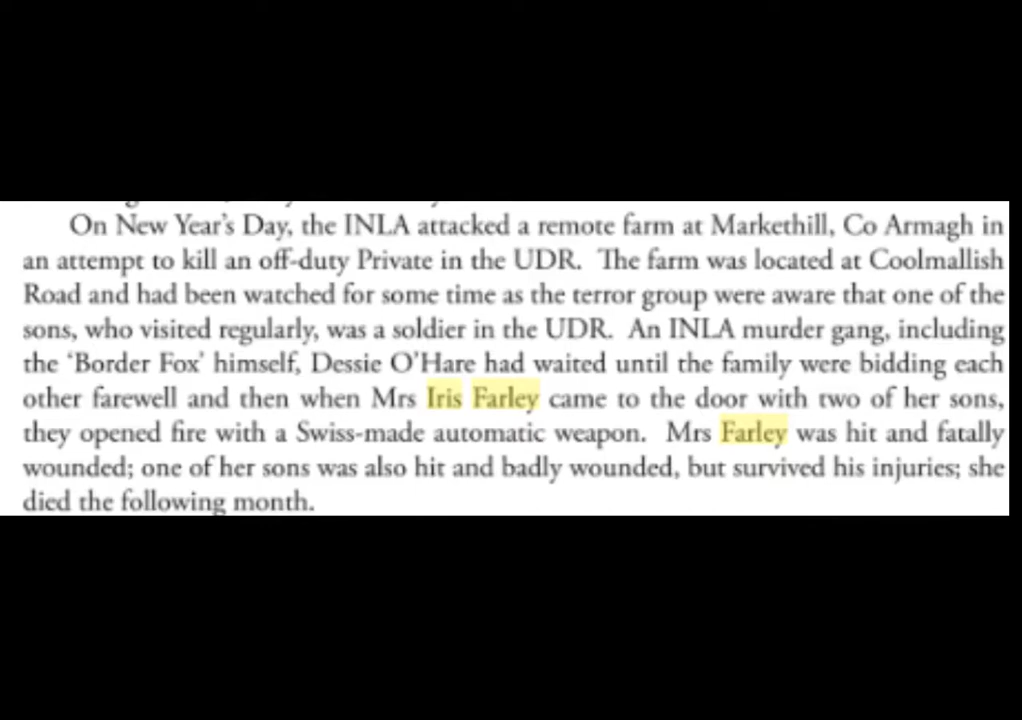 On New Year's Day, the INLA attacked a remote farm at Markethill, Co Armagh in
an attempt to kill an off-duty Private in the UDR. The farm was located at Coolmallish
Road and had been watched for some time as the terror group were aware that one of the
sons, who visited regularly, was a soldier in the UDR. An INLA murder gang, including
the 'Border Fox' himself, Dessie O'Hare had waited until the family were bidding each
other farewell and then when Mrs Iris Farley came to the door with two of her sons,
they opened fire with a Swiss-made automatic weapon. Mrs Farley was hit and fatally
wounded; one of her sons was also hit and badly wounded, but survived his injuries; she
died the following month.